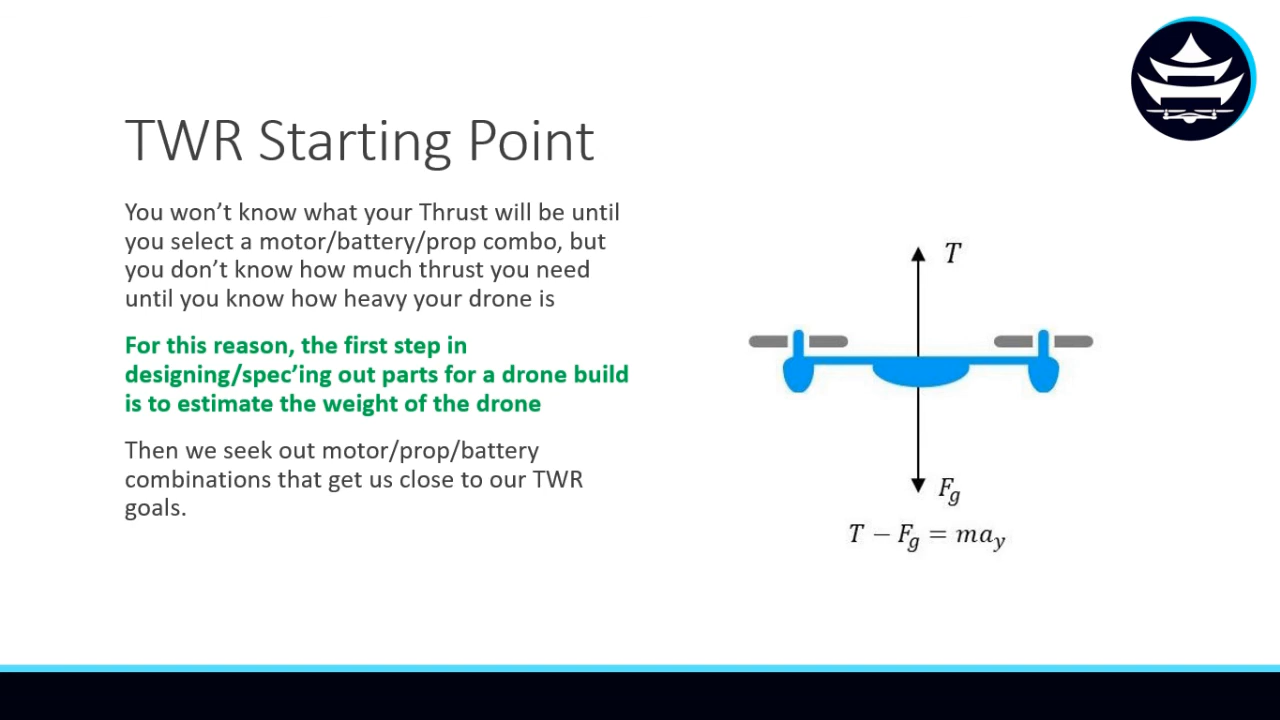 TWR Starting Point
You won’t know what your Thrust will be until
you select a motor/battery/prop combo, but
you don’t know how much thrust you need
until you know how heavy your drone is
For this reason, the first step in
designing/spec’ing out parts for a drone build
is to estimate the weight of the drone
Then we seek out motor/prop/battery
combinations that get us close to our TWR
goals.
T
F_g
T − F_g = ma_y